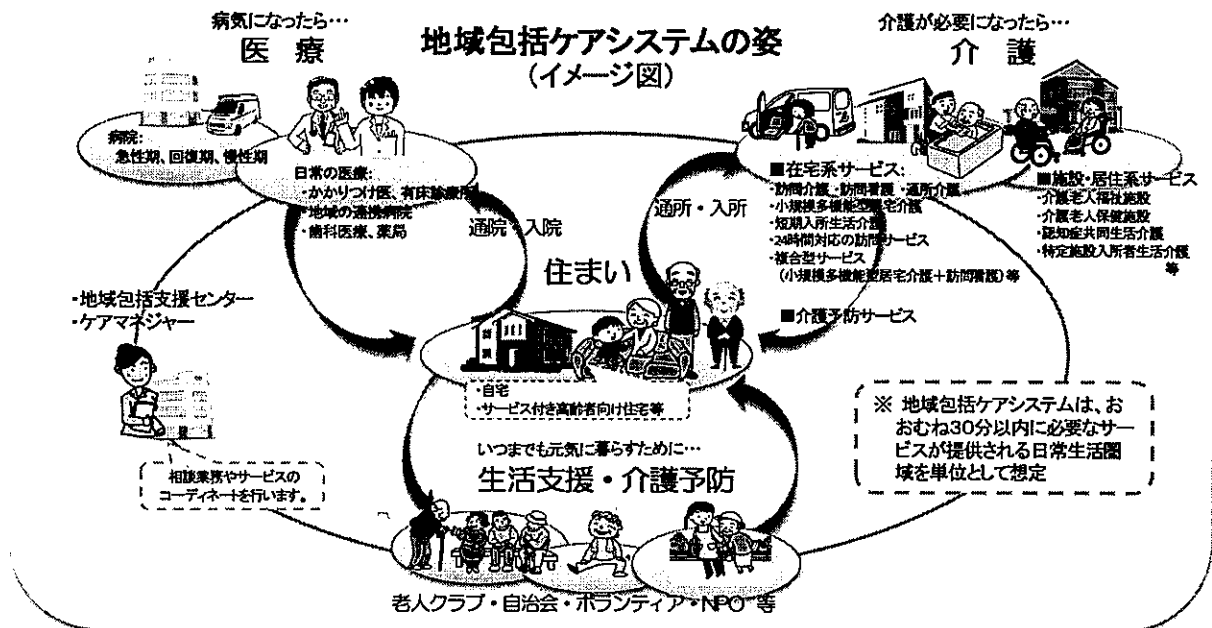 地域包括ケアシステムの姿
(イメージ図)
病気になったら…
医 療
病院:
急性期、回復期、慢性期
日常の医療:
・かかりつけ医、有床診療所
・地域の連携病院
・歯科医療、薬局
通院・入院
介護が必要になったら…
介 護
■在宅系サービス:
・訪問介護・訪問看護・通所介護
・小規模多機能型居宅介護
・短期入所生活介護
・24時間対応の訪問サービス
・複合型サービス
(小規模多機能型居宅介護+訪問看護)等
■介護予防サービス
■施設・居住系サービス
・介護老人福祉施設
・介護老人保健施設
・認知症共同生活介護
・特定施設入所者生活介護
等
通所・入所
住まい
・自宅
・サービス付き高齢者向け住宅等
・地域包括支援センター
・ケアマネジャー
相談業務やサービスの
コーディネートを行います。
いつまでも元気に暮らすために…
生活支援・介護予防
老人クラブ・自治会・ボランティア・NPO 等
※ 地域包括ケアシステムは、お
おむね30分以内に必要なサー
ビスが提供される日常生活圏
域を単位として想定